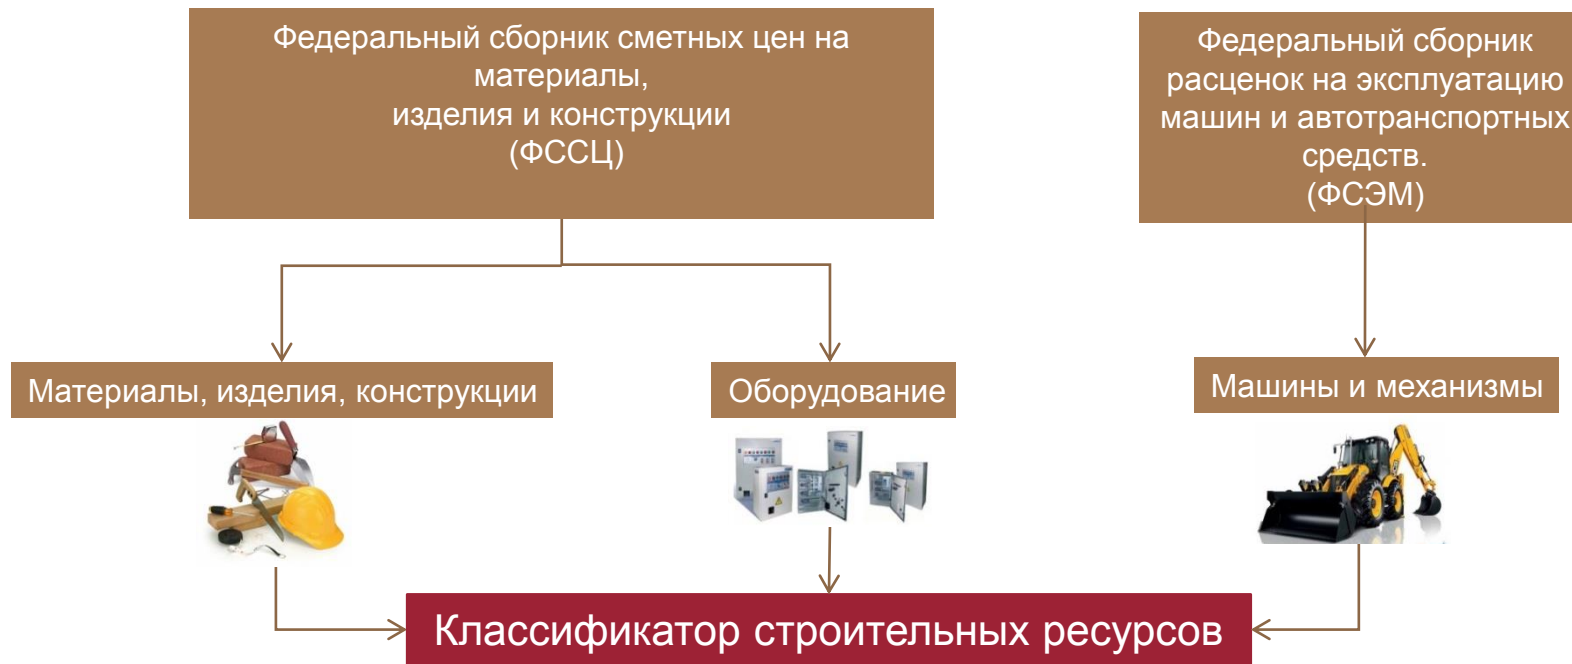 Федеральный сборник сметных цен на
материалы,
изделия и конструкции
(ФССЦ)
Федеральный сборник
расценок на эксплуатацию
машин и автотранспортных
средств.
(ФСЭМ)
Материалы, изделия, конструкции
Оборудование
Машины и механизмы
Классификатор строительных ресурсов